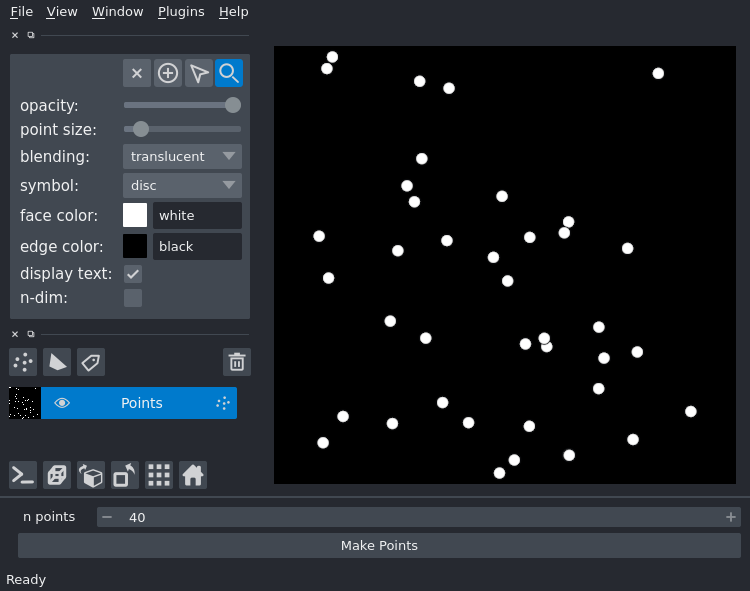 File View Window Plugins Help
opacity:
point size:
blending: translucent
symbol: disc
face color: white
edge color: black
display text:
n-dim:
Points
n points 40
Make Points
Ready